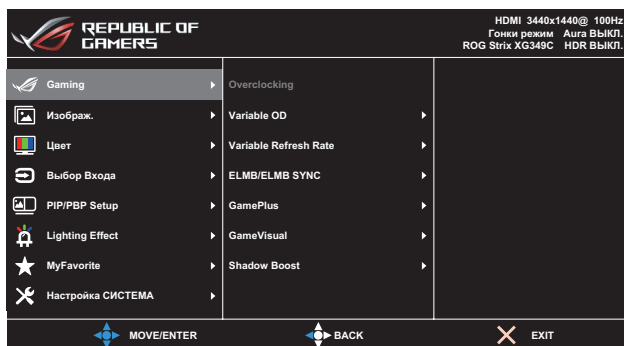 REPUBLIC OF
GAMERS
HDMI 3440x1440@ 100Hz
Гонки режим Aura ВЫКЛ.
ROG Strix XG349C HDR ВЫКЛ.
Gaming
Изображ.
Цвет
Выбор Входа
PIP/PBP Setup
Lighting Effect
MyFavorite
Настройка СИСТЕМА
Overclocking
Variable OD
Variable Refresh Rate
ELMB/ELMB SYNC
GamePlus
GameVisual
Shadow Boost
MOVE/ENTER
BACK
EXIT